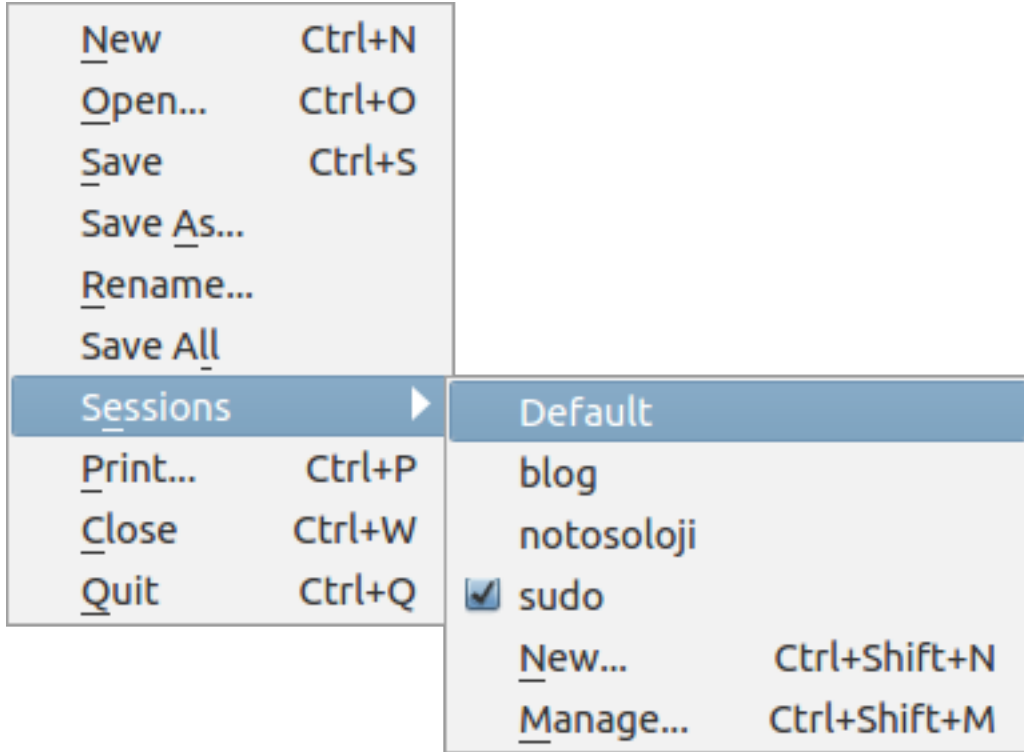 New Ctrl+N
Open... Ctrl+O
Save Ctrl+S
Save As...
Rename...
Save All
Sessions
Print... Ctrl+P
Close Ctrl+W
Quit Ctrl+Q
Default
blog
notosoloji
sudo
New... Ctrl+Shift+N
Manage... Ctrl+Shift+M